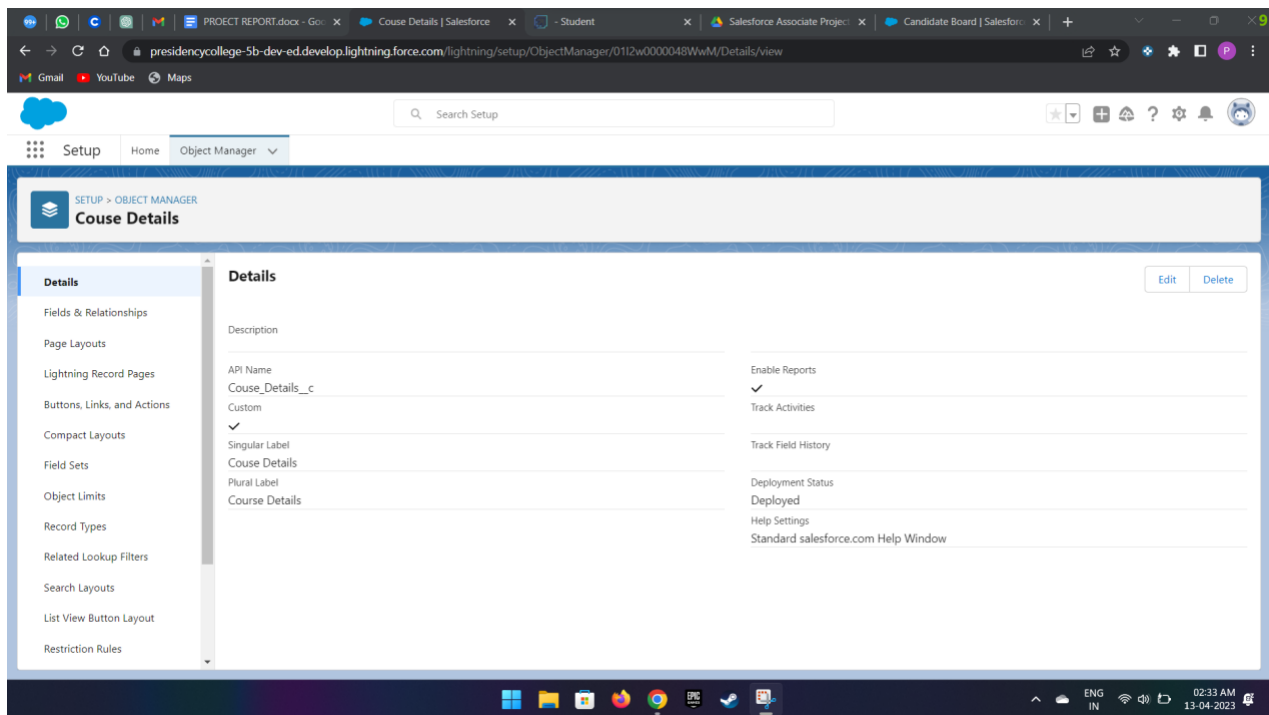 99+
PROECT REPORT.docx - Goo
Couse Details | Salesforce
- Student
Salesforce Associate Project
Candidate Board | Salesforc
9
presidencycollege-5b-dev-ed.develop.lightning.force.com/lightning/setup/ObjectManager/01I2w0000048WwM/Details/view
P
Gmail
YouTube
Maps
Search Setup
Setup
Home
Object Manager
SETUP > OBJECT MANAGER
Couse Details
Details
Fields & Relationships
Page Layouts
Lightning Record Pages
Buttons, Links, and Actions
Compact Layouts
Field Sets
Object Limits
Record Types
Related Lookup Filters
Search Layouts
List View Button Layout
Restriction Rules
Details
Edit
Delete
Description
API Name
Couse_Details__c
Custom
Singular Label
Couse Details
Plural Label
Course Details
Enable Reports
Track Activities
Track Field History
Deployment Status
Deployed
Help Settings
Standard salesforce.com Help Window
EPIC
GAMES
ENG
IN
02:33 AM
13-04-2023